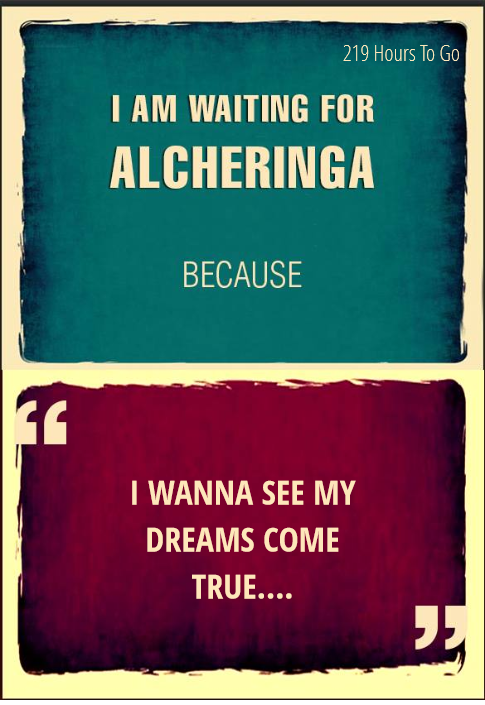 219 Hours To Go
I AM WAITING FOR
ALCHERINGA
BECAUSE
“
I WANNA SEE MY
DREAMS COME
TRUE....
”